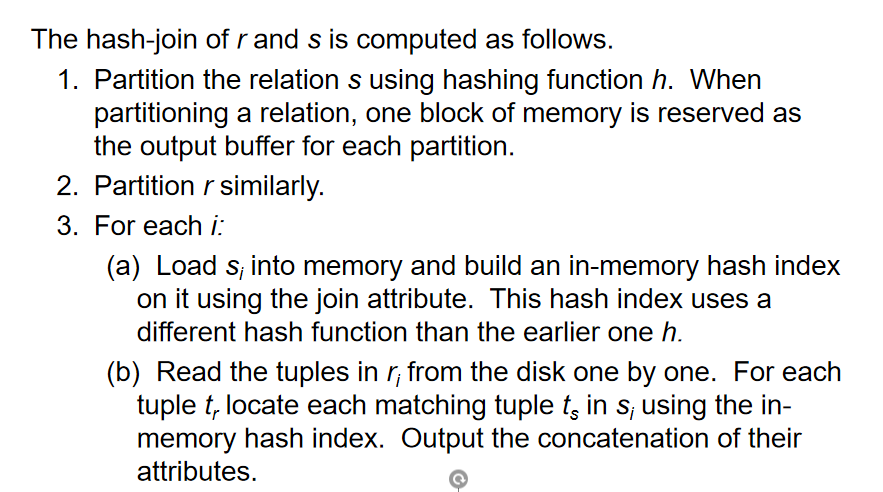 The hash-join of r and s is computed as follows.
1. Partition the relation s using hashing function h. When
partitioning a relation, one block of memory is reserved as
the output buffer for each partition.
2. Partition r similarly.
3. For each i:
(a) Load si into memory and build an in-memory hash index
on it using the join attribute. This hash index uses a
different hash function than the earlier one h.
(b) Read the tuples in ri from the disk one by one. For each
tuple tr locate each matching tuple ts in si using the in-
memory hash index. Output the concatenation of their
attributes.